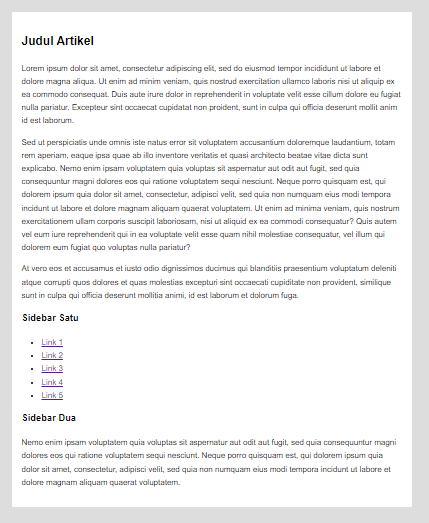 Judul Artikel
Lorem ipsum dolor sit amet, consectetur adipiscing elit, sed do eiusmod tempor incididunt ut labore et
dolore magna aliqua. Ut enim ad minim veniam, quis nostrud exercitation ullamco laboris nisi ut aliquip ex
ea commodo consequat. Duis aute irure dolor in reprehenderit in voluptate velit esse cillum dolore eu fugiat
nulla pariatur. Excepteur sint occaecat cupidatat non proident, sunt in culpa qui officia deserunt mollit anim
id est laborum.
Sed ut perspiciatis unde omnis iste natus error sit voluptatem accusantium doloremque laudantium, totam
rem aperiam, eaque ipsa quae ab illo inventore veritatis et quasi architecto beatae vitae dicta sunt
explicabo. Nemo enim ipsam voluptatem quia voluptas sit aspernatur aut odit aut fugit, sed quia
consequuntur magni dolores eos qui ratione voluptatem sequi nesciunt. Neque porro quisquam est, qui
dolorem ipsum quia dolor sit amet, consectetur, adipisci velit, sed quia non numquam eius modi tempora
incidunt ut labore et dolore magnam aliquam quaerat voluptatem. Ut enim ad minima veniam, quis nostrum
exercitationem ullam corporis suscipit laboriosam, nisi ut aliquid ex ea commodi consequatur? Quis autem
vel eum iure reprehenderit qui in ea voluptate velit esse quam nihil molestiae consequatur, vel illum qui
dolorem eum fugiat quo voluptas nulla pariatur?
At vero eos et accusamus et iusto odio dignissimos ducimus qui blanditiis praesentium voluptatum deleniti
atque corrupti quos dolores et quas molestias excepturi sint occaecati cupiditate non provident, similique
sunt in culpa qui officia deserunt mollitia animi, id est laborum et dolorum fuga.
Sidebar Satu
Link 1
Link 2
Link 3
Link 4
Link 5
Sidebar Dua
Nemo enim ipsam voluptatem quia voluptas sit aspernatur aut odit aut fugit, sed quia consequuntur magni
dolores eos qui ratione voluptatem sequi nesciunt. Neque porro quisquam est, qui dolorem ipsum quia
dolor sit amet, consectetur, adipisci velit, sed quia non numquam eius modi tempora incidunt ut labore et
dolore magnam aliquam quaerat voluptatem.